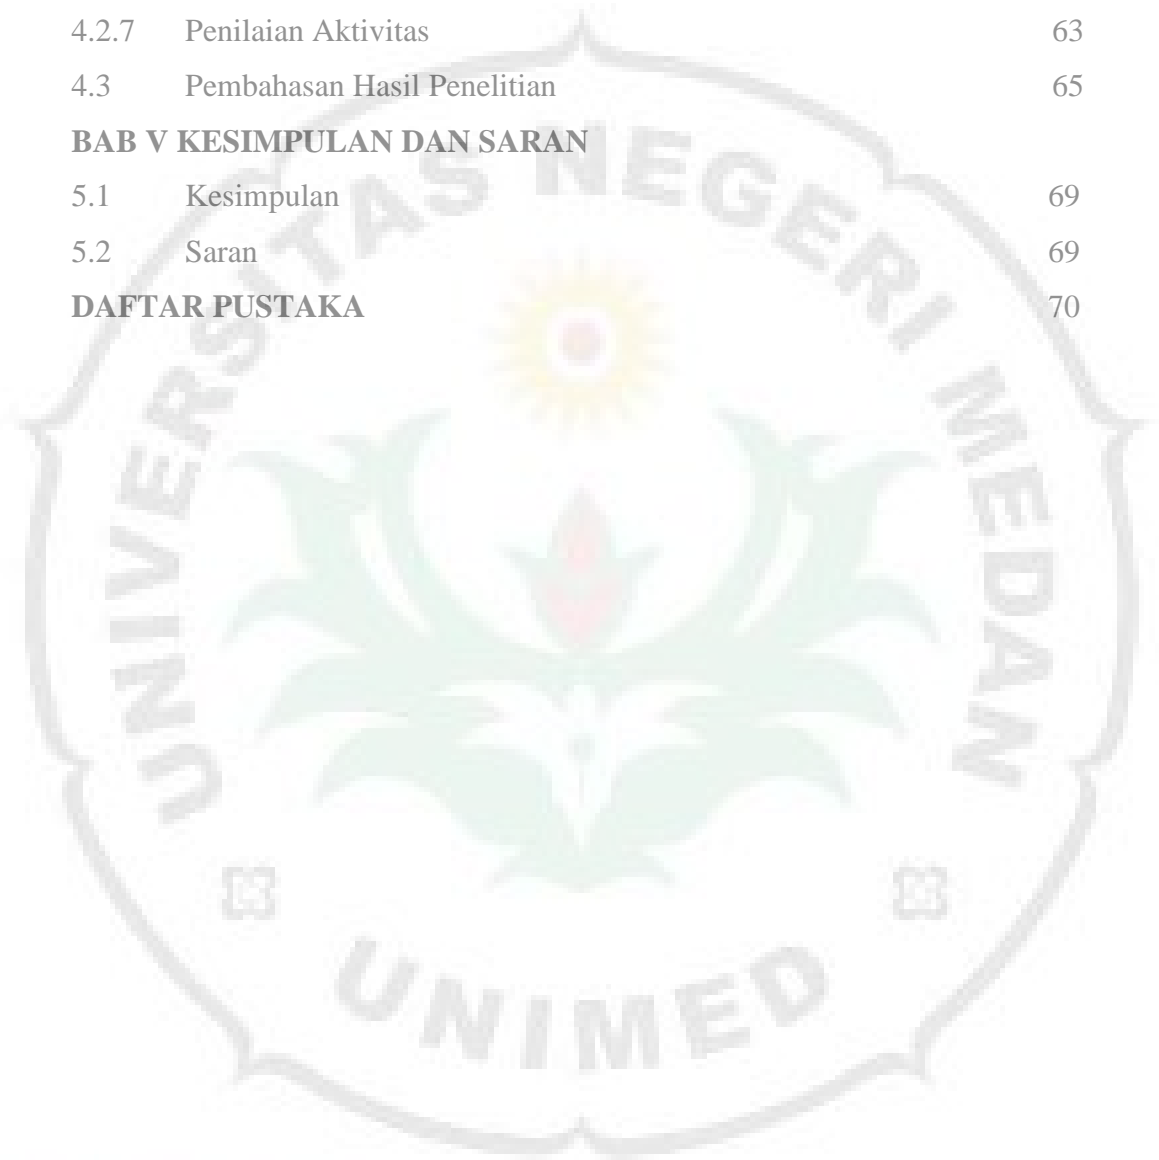 4.2.7 Penilaian Aktivitas 63
4.3 Pembahasan Hasil Penelitian 65
BAB V KESIMPULAN DAN SARAN
5.1 Kesimpulan 69
5.2 Saran 69
DAFTAR PUSTAKA 70
UNIVERSITAS NEGERI MEDAN
UNIMED